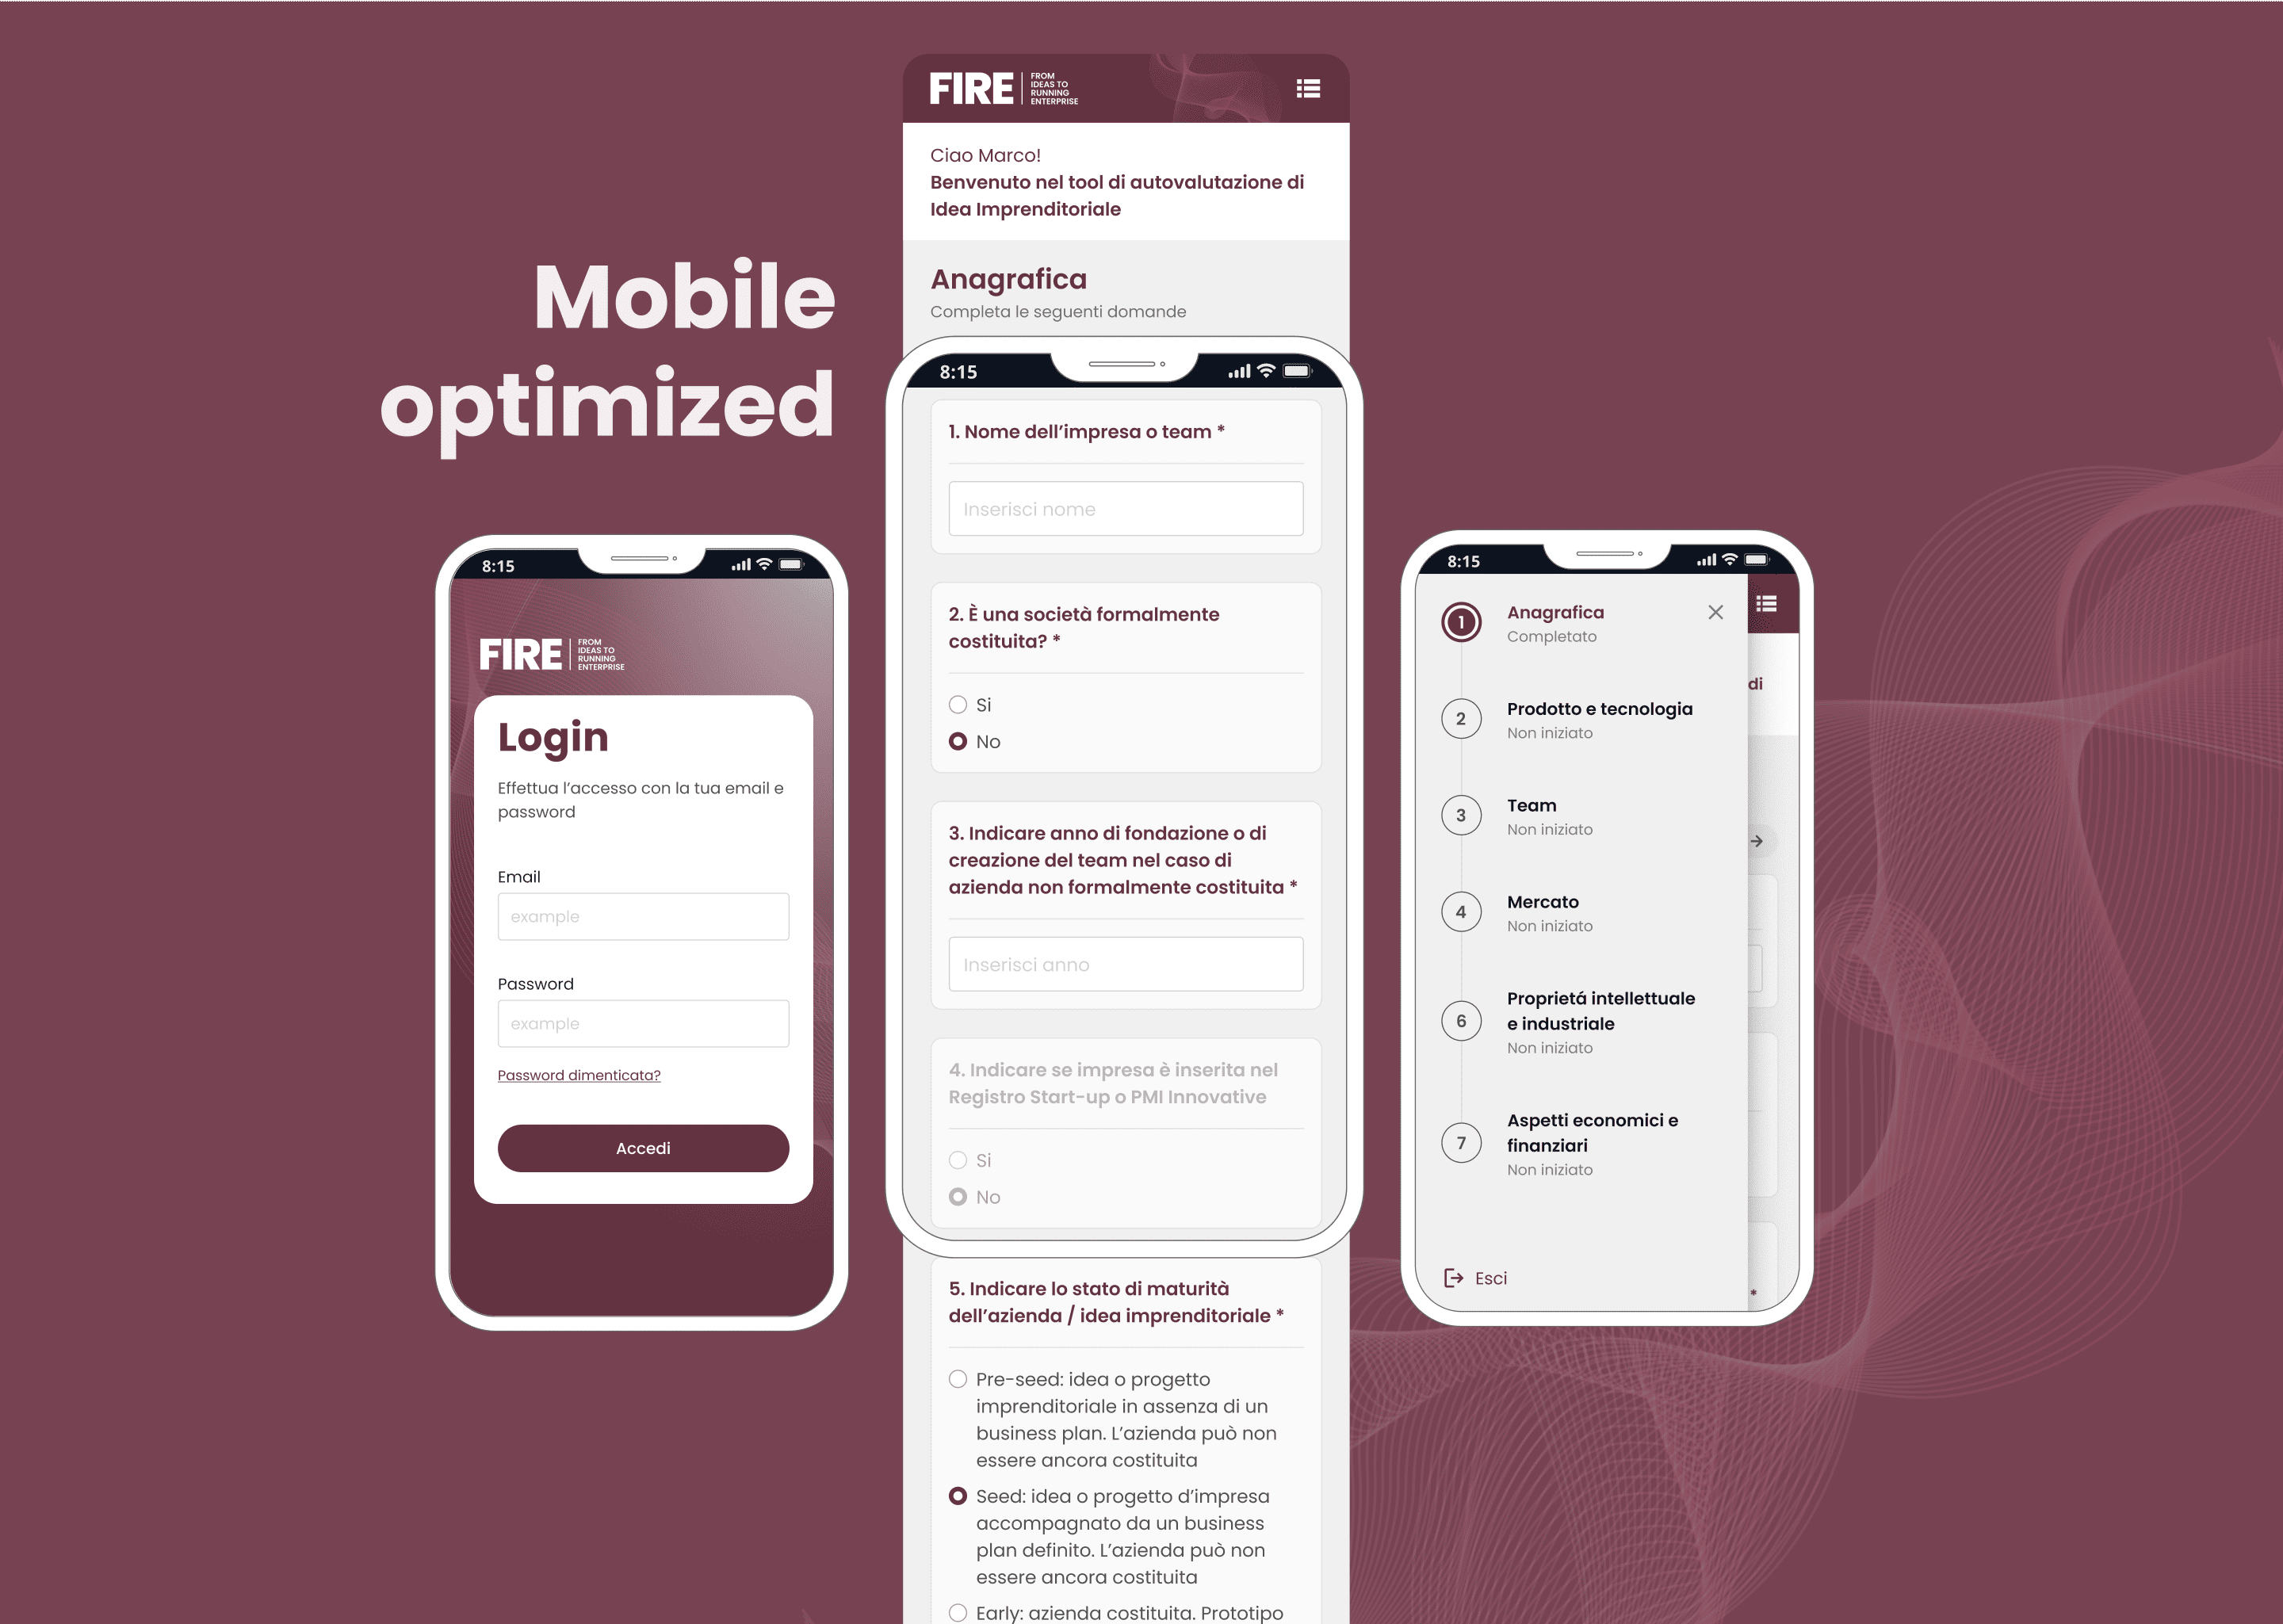 Mobile
optimized
8:15
FIRE
FROM
IDEAS TO
RUNNING
ENTERPRISE
Login
Effettua l’accesso con la tua email e
password
Email
example
Password
example
Password dimenticata?
Accedi
FIRE
FROM
IDEAS TO
RUNNING
ENTERPRISE
Ciao Marco!
Benvenuto nel tool di autovalutazione di
Idea Imprenditoriale
Anagrafica
Completa le seguenti domande
8:15
1. Nome dell’impresa o team *
Inserisci nome
2. È una società formalmente
costituita? *
Si
No
3. Indicare anno di fondazione o di
creazione del team nel caso di
azienda non formalmente costituita *
Inserisci anno
4. Indicare se impresa è inserita nel
Registro Start-up o PMI Innovative
Si
No
5. Indicare lo stato di maturità
dell’azienda / idea imprenditoriale *
Pre-seed: idea o progetto
imprenditoriale in assenza di un
business plan. L’azienda può non
essere ancora costituita
Seed: idea o progetto d’impresa
accompagnato da un business
plan definito. L’azienda può non
essere ancora costituita
Early: azienda costituita. Prototipo
8:15
1
Anagrafica
Completato
di
2
Prodotto e tecnologia
Non iniziato
3
Team
Non iniziato
4
Mercato
Non iniziato
6
Proprietá intellettuale
e industriale
Non iniziato
7
Aspetti economici e
finanziari
Non iniziato
Esci
*